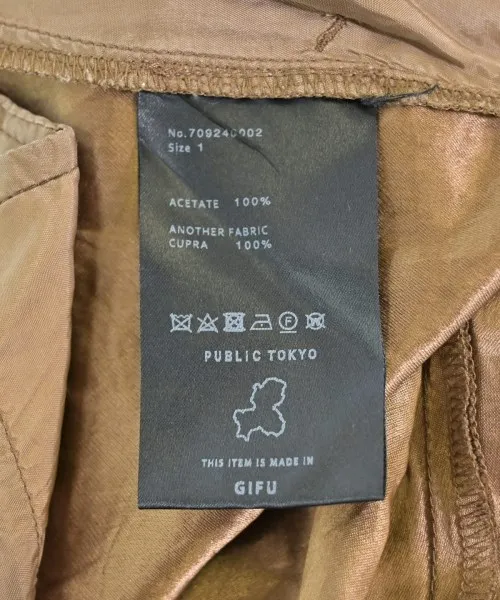 No.709240002
Size 1
ACETATE 100%
ANOTHER FABRIC
CUPRA 100%
PUBLIC TOKYO
THIS ITEM IS MADE IN
GIFU